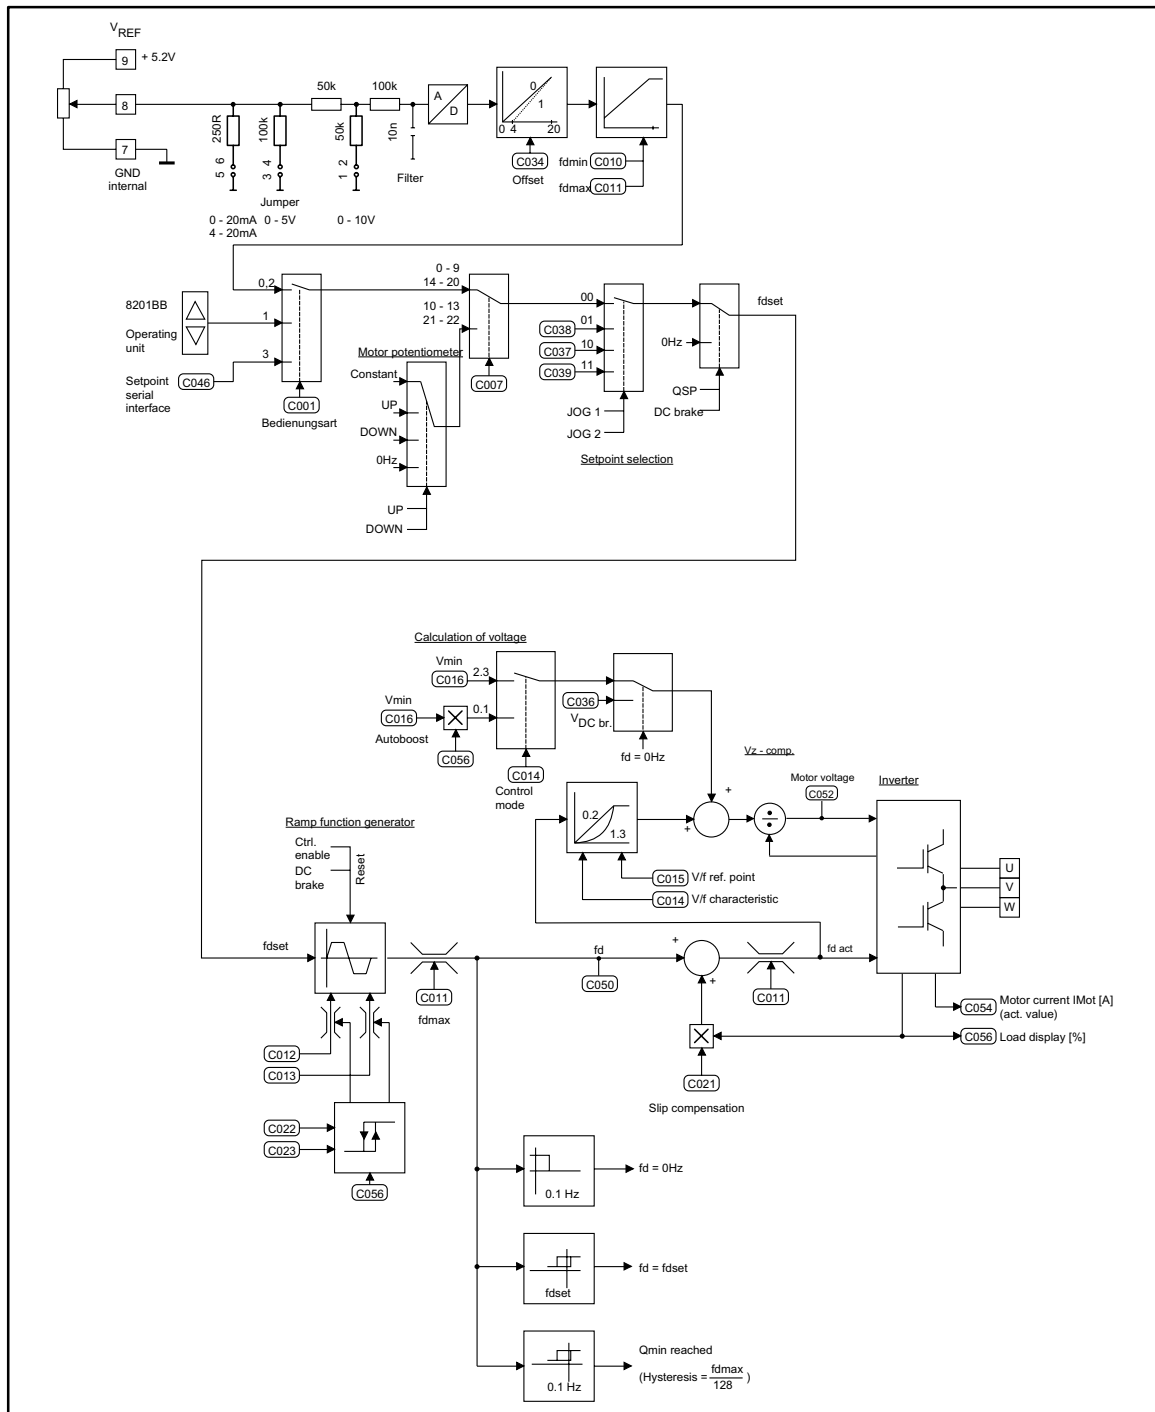 VREF
9
+ 5.2V
8
7
GND
internal
250R
100k
50k
50k
100k
10n
5 6
3 4
1 2
Jumper
Filter
0 - 20mA
4 - 20mA
0 - 5V
0 - 10V
A
D
0
1
0 4 20
C034
Offset
fdmin
C010
fdmax
C011
8201BB
Operating
unit
Setpoint
serial
interface
C046
0,2
1
3
C001
Bedienungsart
0 - 9
14 - 20
10 - 13
21 - 22
C007
Motor potentiometer
Constant
UP
DOWN
0Hz
UP
DOWN
00
01
C038
10
C037
11
C039
JOG 1
JOG 2
Setpoint selection
0Hz
QSP
DC brake
fdset
Calculation of voltage
Vmin
C016
2.3
Vmin
C016
0.1
Autoboost
C056
C014
Control
mode
C036
VDC br.
fd = 0Hz
+
+
Vz - comp.
÷
Motor voltage
C052
Inverter
0.2
1.3
C015
V/f ref. point
C014
V/f characteristic
U
V
W
Ramp function generator
Ctrl.
enable
DC
brake
Reset
fdset
C011
fdmax
fd
C050
+
+
C011
fd act
C054
Motor current IMot [A]
(act. value)
C056
Load display [%]
C021
Slip compensation
C012
C013
C022
C023
C056
0.1 Hz
fd = 0Hz
fdset
fd = fdset
0.1 Hz
Qmin reached
(Hysteresis = fdmax
128 )